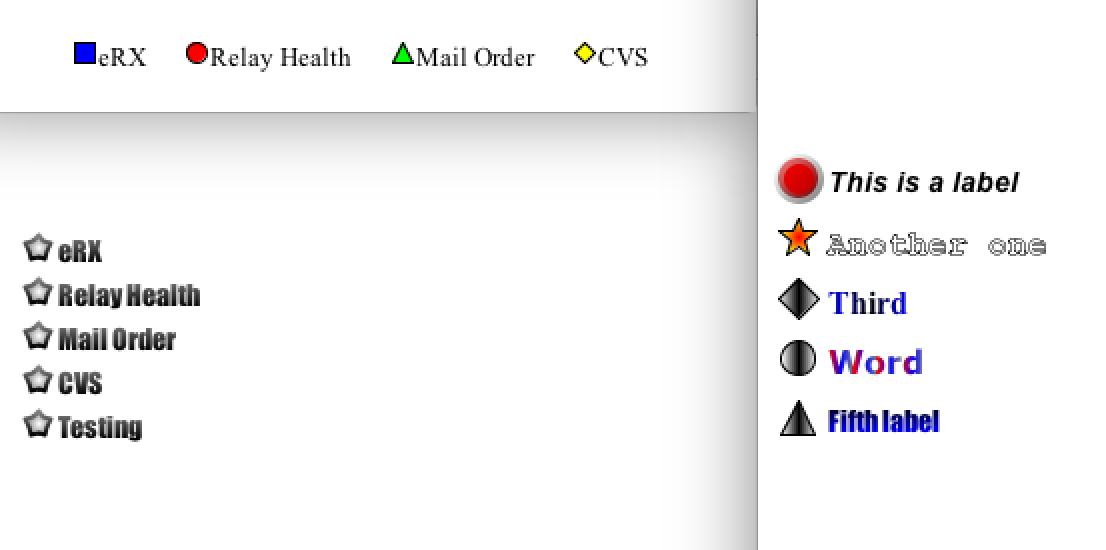 eRX Relay Health Mail Order CVS
eRX
Relay Health
Mail Order
CVS
Testing
This is a label
Another one
Third
Word
Fifth label